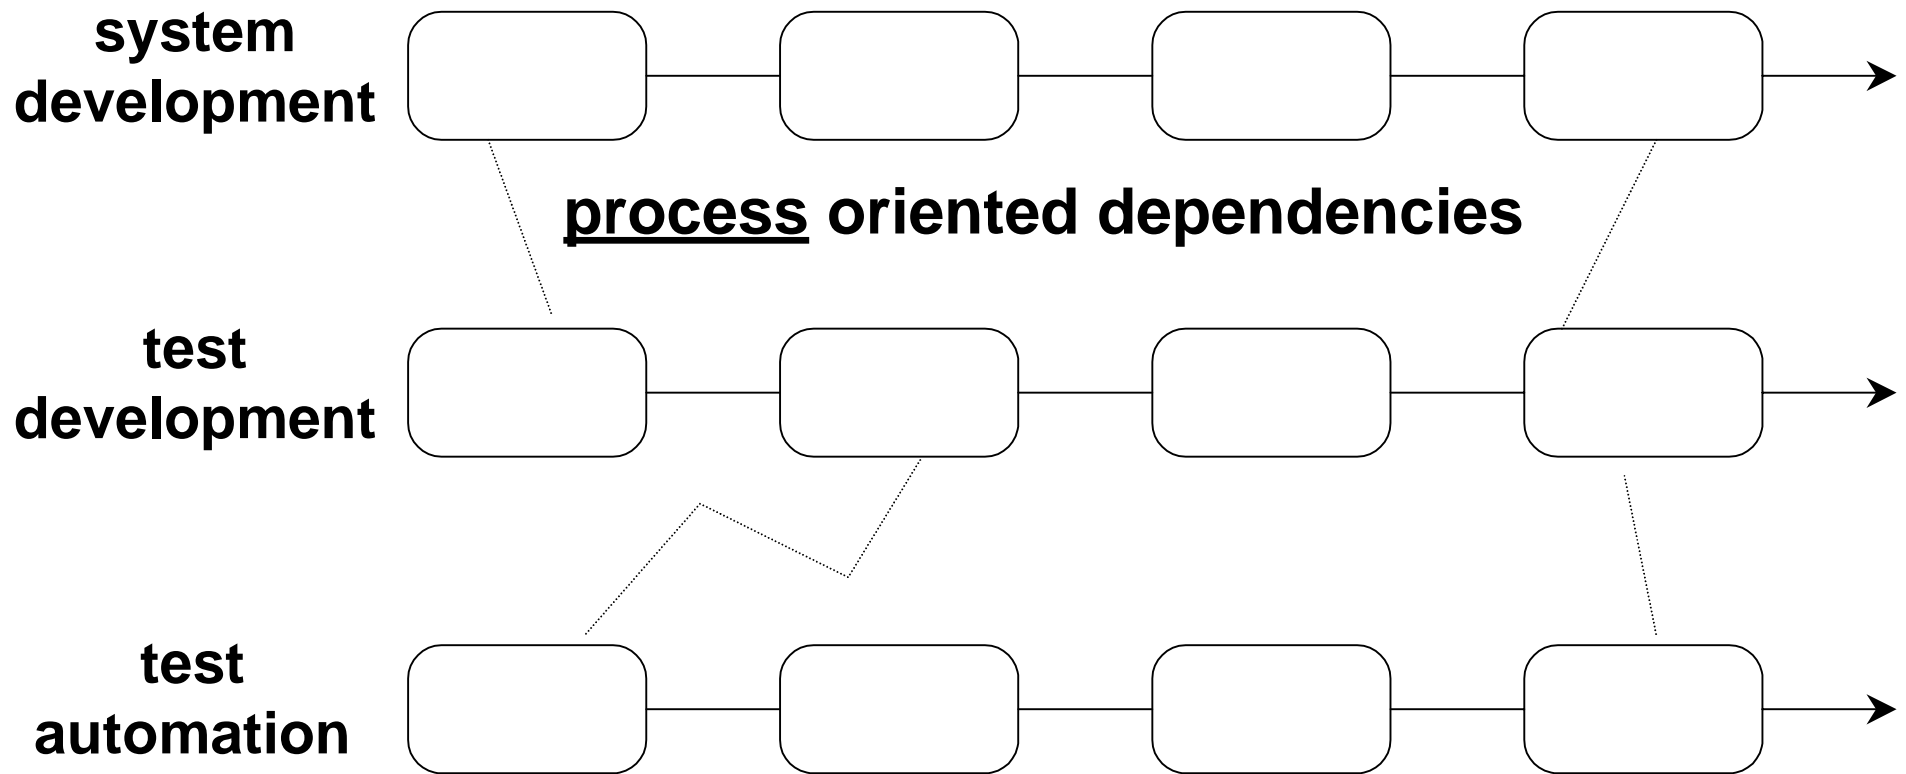 system
development
process oriented dependencies
test
development
test
automation